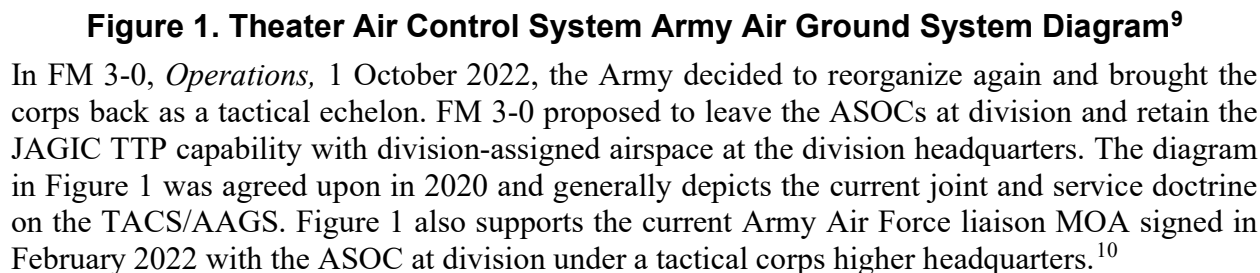 Figure 1. Theater Air Control System Army Air Ground System Diagram⁹
In FM 3-0, Operations, 1 October 2022, the Army decided to reorganize again and brought the
corps back as a tactical echelon. FM 3-0 proposed to leave the ASOCs at division and retain the
JAGIC TTP capability with division-assigned airspace at the division headquarters. The diagram
in Figure 1 was agreed upon in 2020 and generally depicts the current joint and service doctrine
on the TACS/AAGS. Figure 1 also supports the current Army Air Force liaison MOA signed in
February 2022 with the ASOC at division under a tactical corps higher headquarters.¹⁰